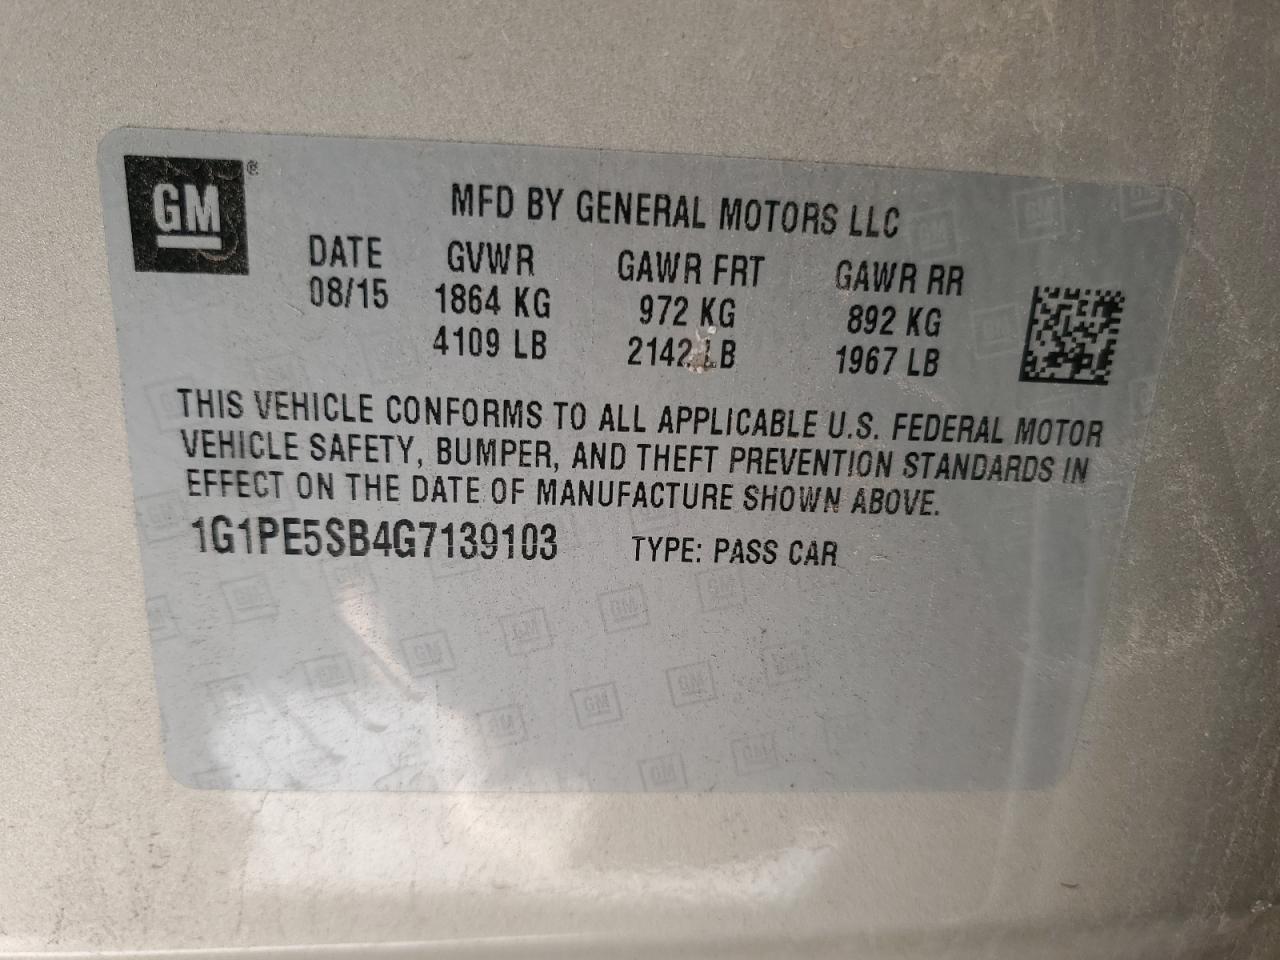 GM®
MFD BY GENERAL MOTORS LLC
DATE GVWR GAWR FRT GAWR RR
08/15 1864 KG 972 KG 892 KG
4109 LB 2142 LB 1967 LB
THIS VEHICLE CONFORMS TO ALL APPLICABLE U.S. FEDERAL MOTOR
VEHICLE SAFETY, BUMPER, AND THEFT PREVENTION STANDARDS IN
EFFECT ON THE DATE OF MANUFACTURE SHOWN ABOVE.
1G1PE5SB4G7139103 TYPE: PASS CAR